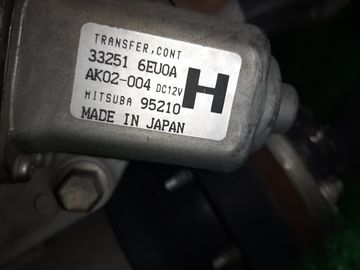 TRANSFER,CONT
33251 6EU0A
AK02-004 DC12V
MITSUBA 95210
H
MADE IN JAPAN